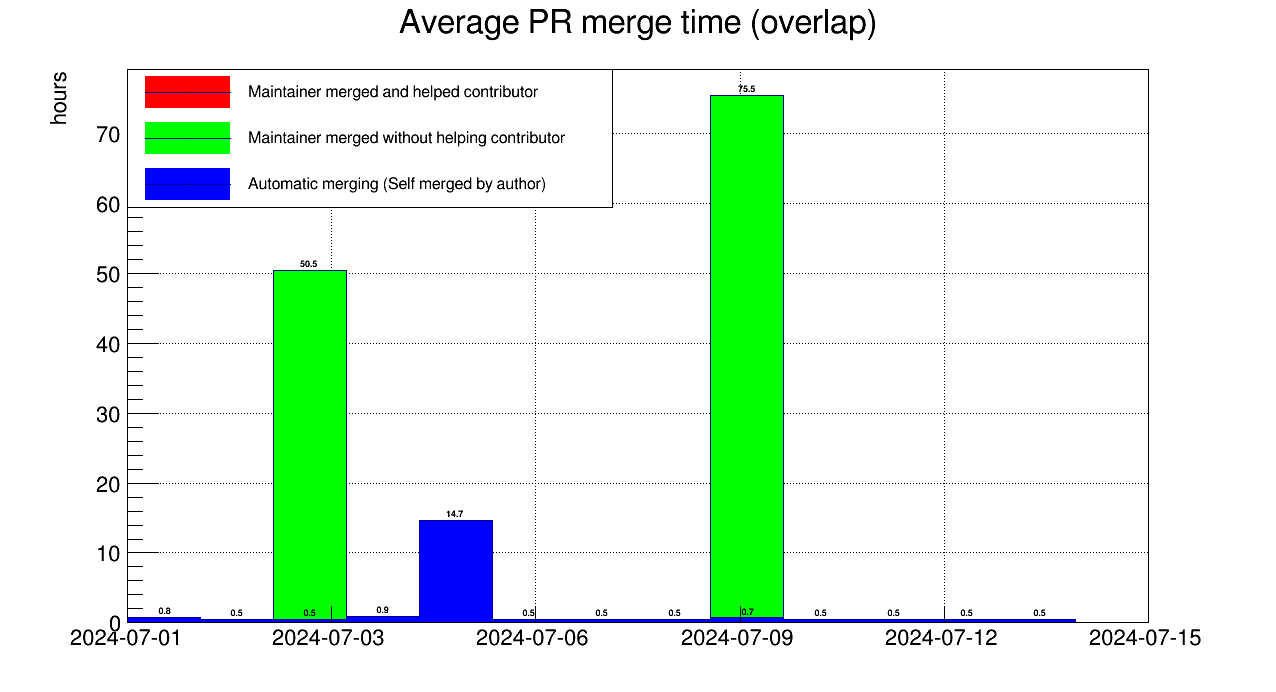 Average PR merge time (overlap)
hours
Maintainer merged and helped contributor
Maintainer merged without helping contributor
Automatic merging (Self merged by author)
70
60
50
40
30
20
10
0
75.5
50.5
14.7
0.8 0.5 0.5 0.9 0.5 0.5 0.5 0.7 0.5 0.5 0.5 0.5
2024-07-01 2024-07-03 2024-07-06 2024-07-09 2024-07-12 2024-07-15